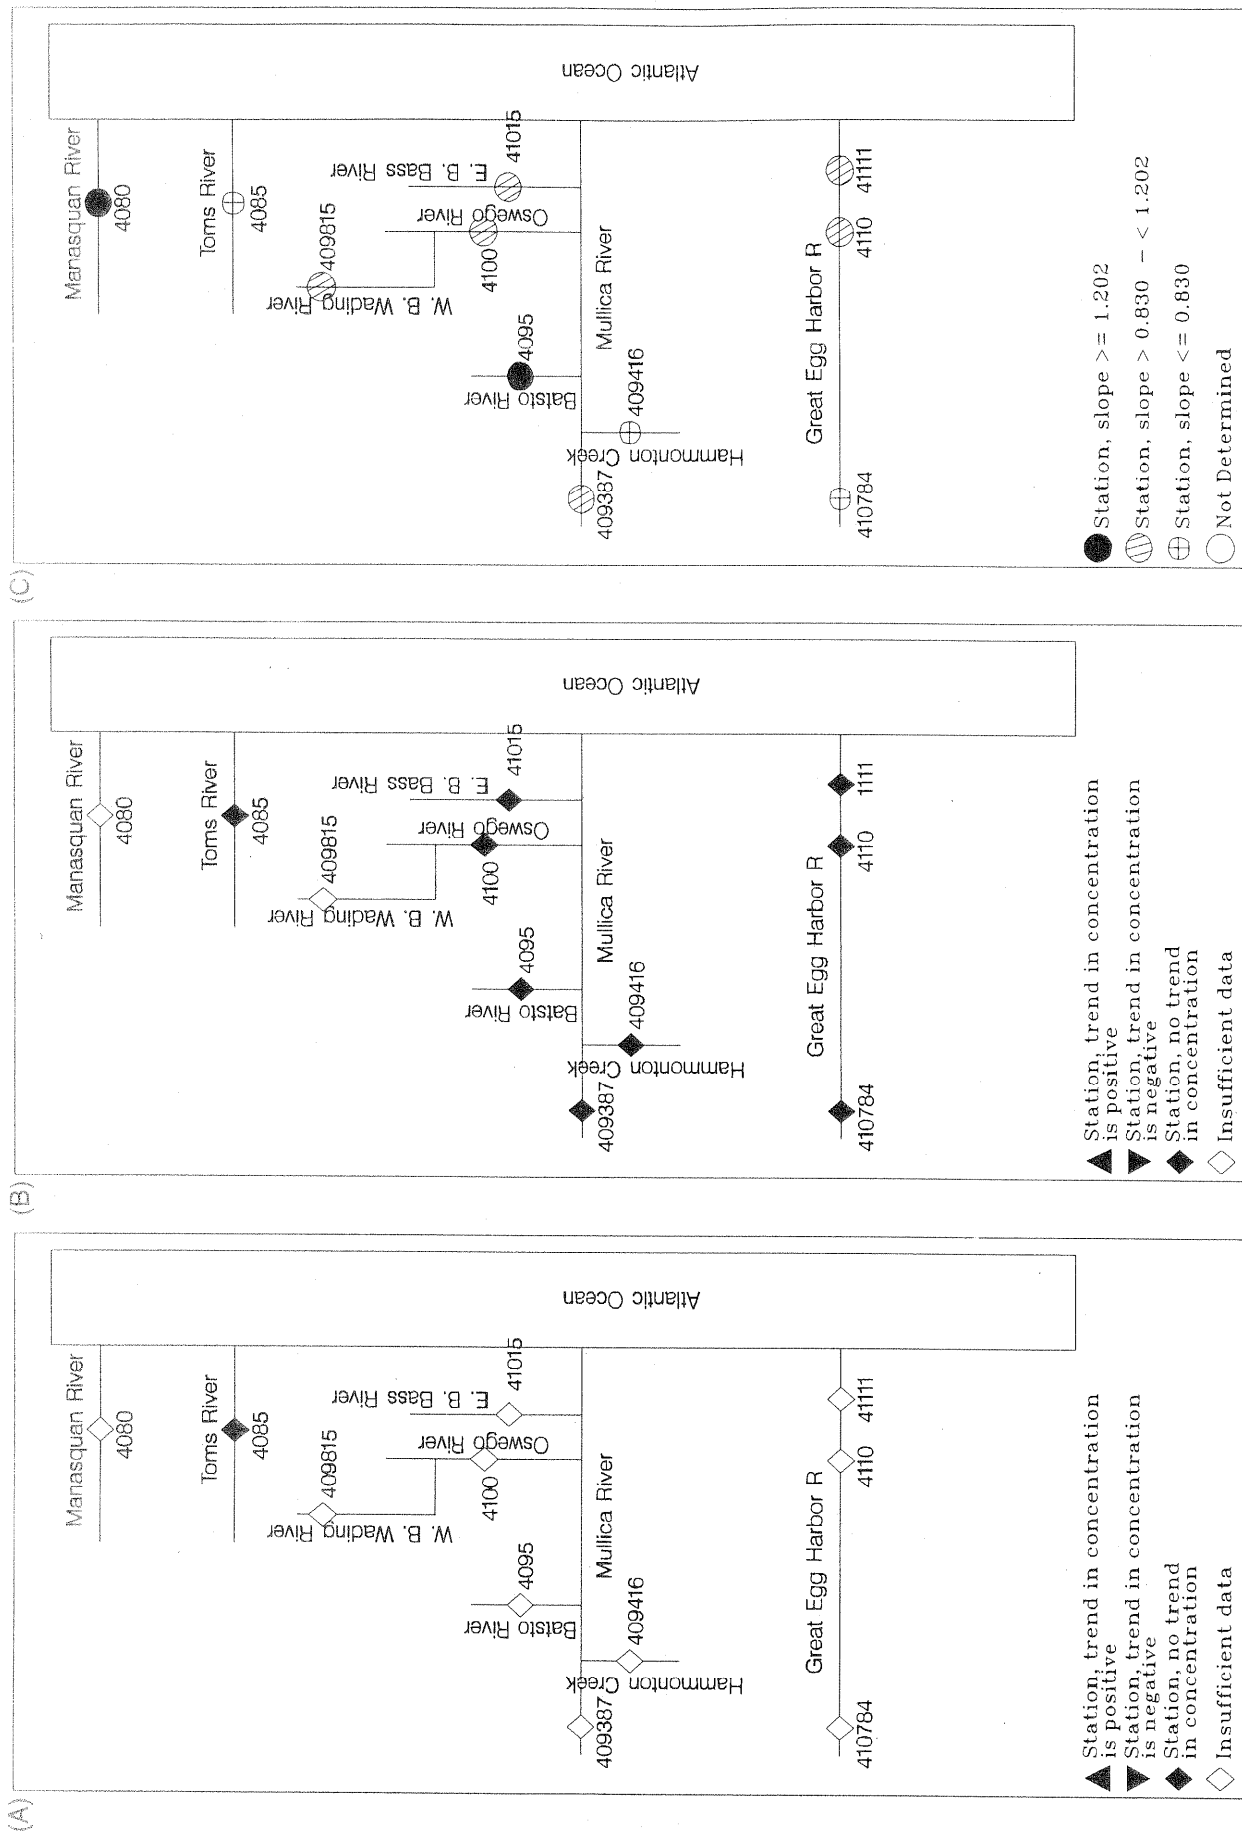 (A)
Manasquan River
4080
Toms River
4085
409815
W. B. Wading River
E. B. Bass River
41015
Oswego River
4100
4095
Batsto River
Mullica River
409416
Hammonton Creek
409387
Great Egg Harbor R
410784
4110
41111
Atlantic Ocean
Station, trend in concentration
is positive
Station, trend in concentration
is negative
Station, no trend
in concentration
Insufficient data
(B)
Manasquan River
4080
Toms River
4085
409815
W. B. Wading River
E. B. Bass River
41015
Oswego River
4100
4095
Batsto River
Mullica River
409416
Hammonton Creek
409387
Great Egg Harbor R
410784
4110
1111
Atlantic Ocean
Station, trend in concentration
is positive
Station, trend in concentration
is negative
Station, no trend
in concentration
Insufficient data
(C)
Manasquan River
4080
Toms River
4085
409815
W. B. Wading River
E. B. Bass River
41015
Oswego River
4100
4095
Batsto River
Mullica River
409416
Hammonton Creek
409387
Great Egg Harbor R
410784
4110
41111
Atlantic Ocean
Station, slope >= 1.202
Station, slope > 0.830 - < 1.202
Station, slope <= 0.830
Not Determined